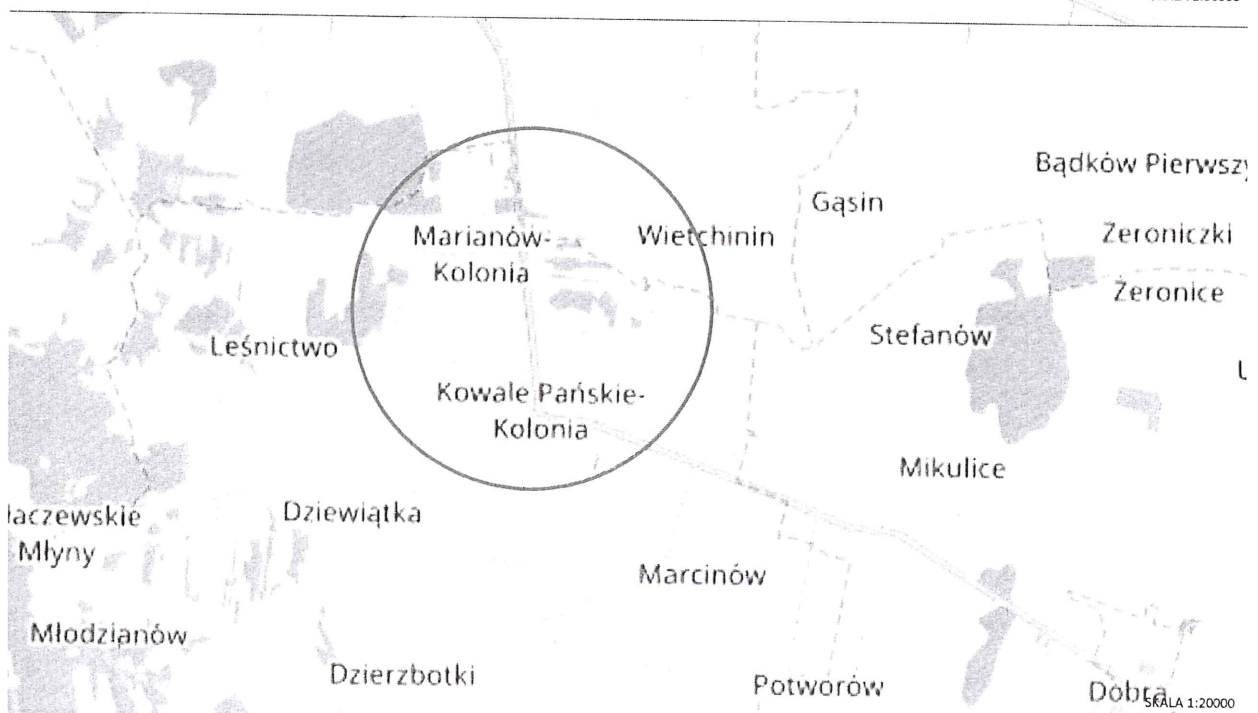 Bądków Pierwszy
Gąsin
Marianów-
Kolonia
Wietchinin
Żeroniczki
Żeronice
Leśnictwo
Stefanów
Kowale Pańskie-
Kolonia
Mikulice
łaczewskie
Młyny
Dziewiątka
Marcinów
Młodzianów
Dzierzbotki
Potworów
Dobra
SKALA 1:20000